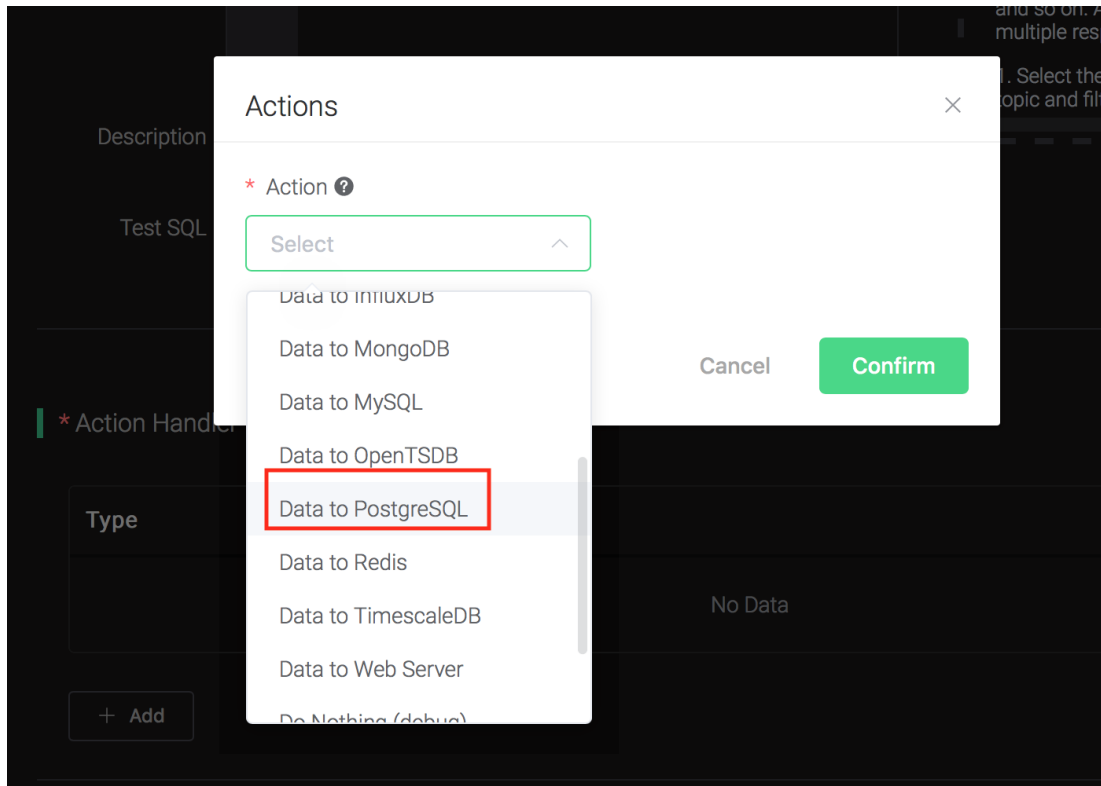 and so on. A
multiple res
1. Select the
topic and fil
Actions
Description
* Action ?
Test SQL
Select
Data to InfluxDB
Data to MongoDB
Cancel
Confirm
Data to MySQL
* Action Handler
Data to OpenTSDB
Data to PostgreSQL
Type
Data to Redis
No Data
Data to TimescaleDB
Data to Web Server
+ Add
Do Nothing (debug)